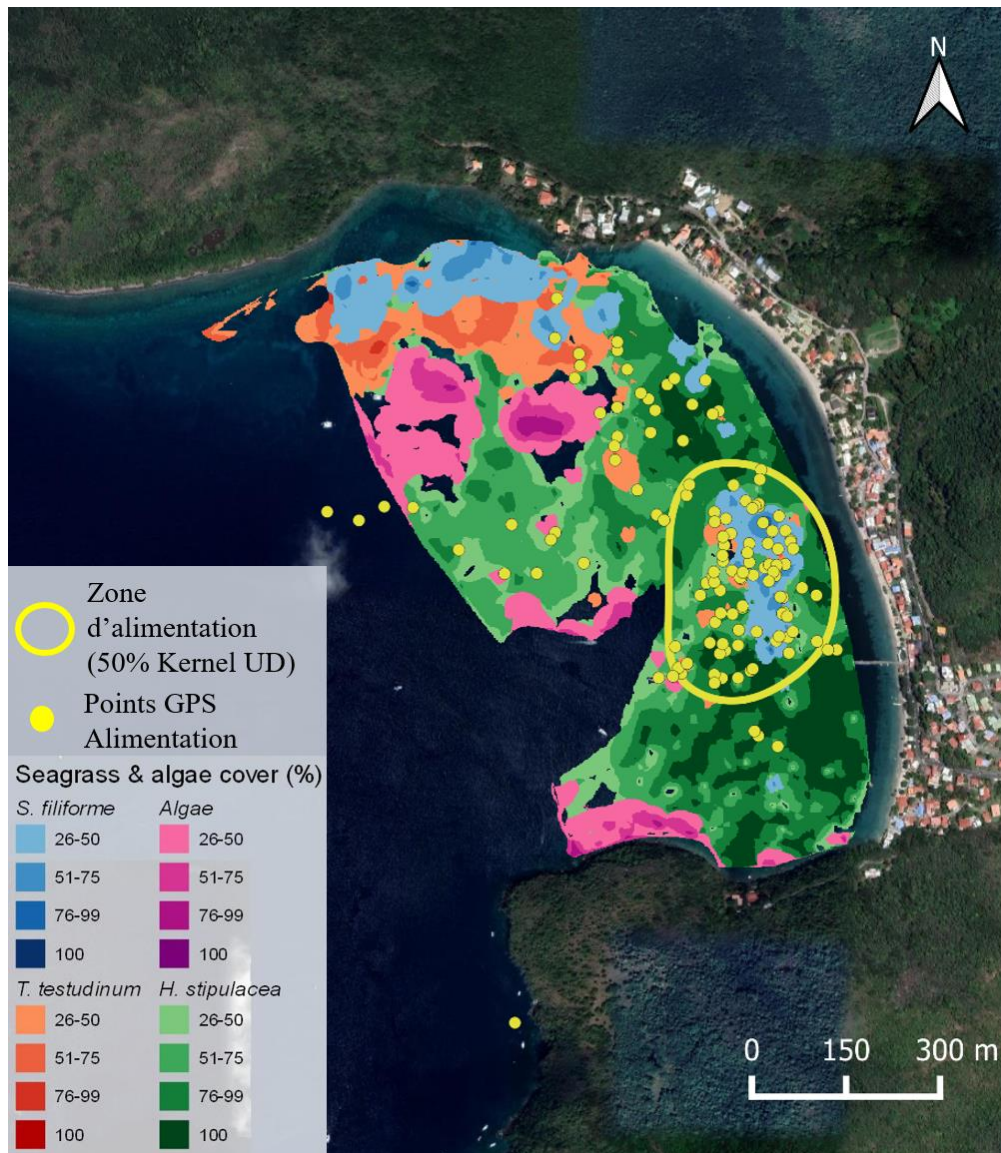 N
Zone
d’alimentation
(50% Kernel UD)
Points GPS
Alimentation
Seagrass & algae cover (%)
S. filiforme Algae
26-50 26-50
51-75 51-75
76-99 76-99
100 100
T. testudinum H. stipulacea
26-50 26-50
51-75 51-75
76-99 76-99
100 100
0 150 300 m